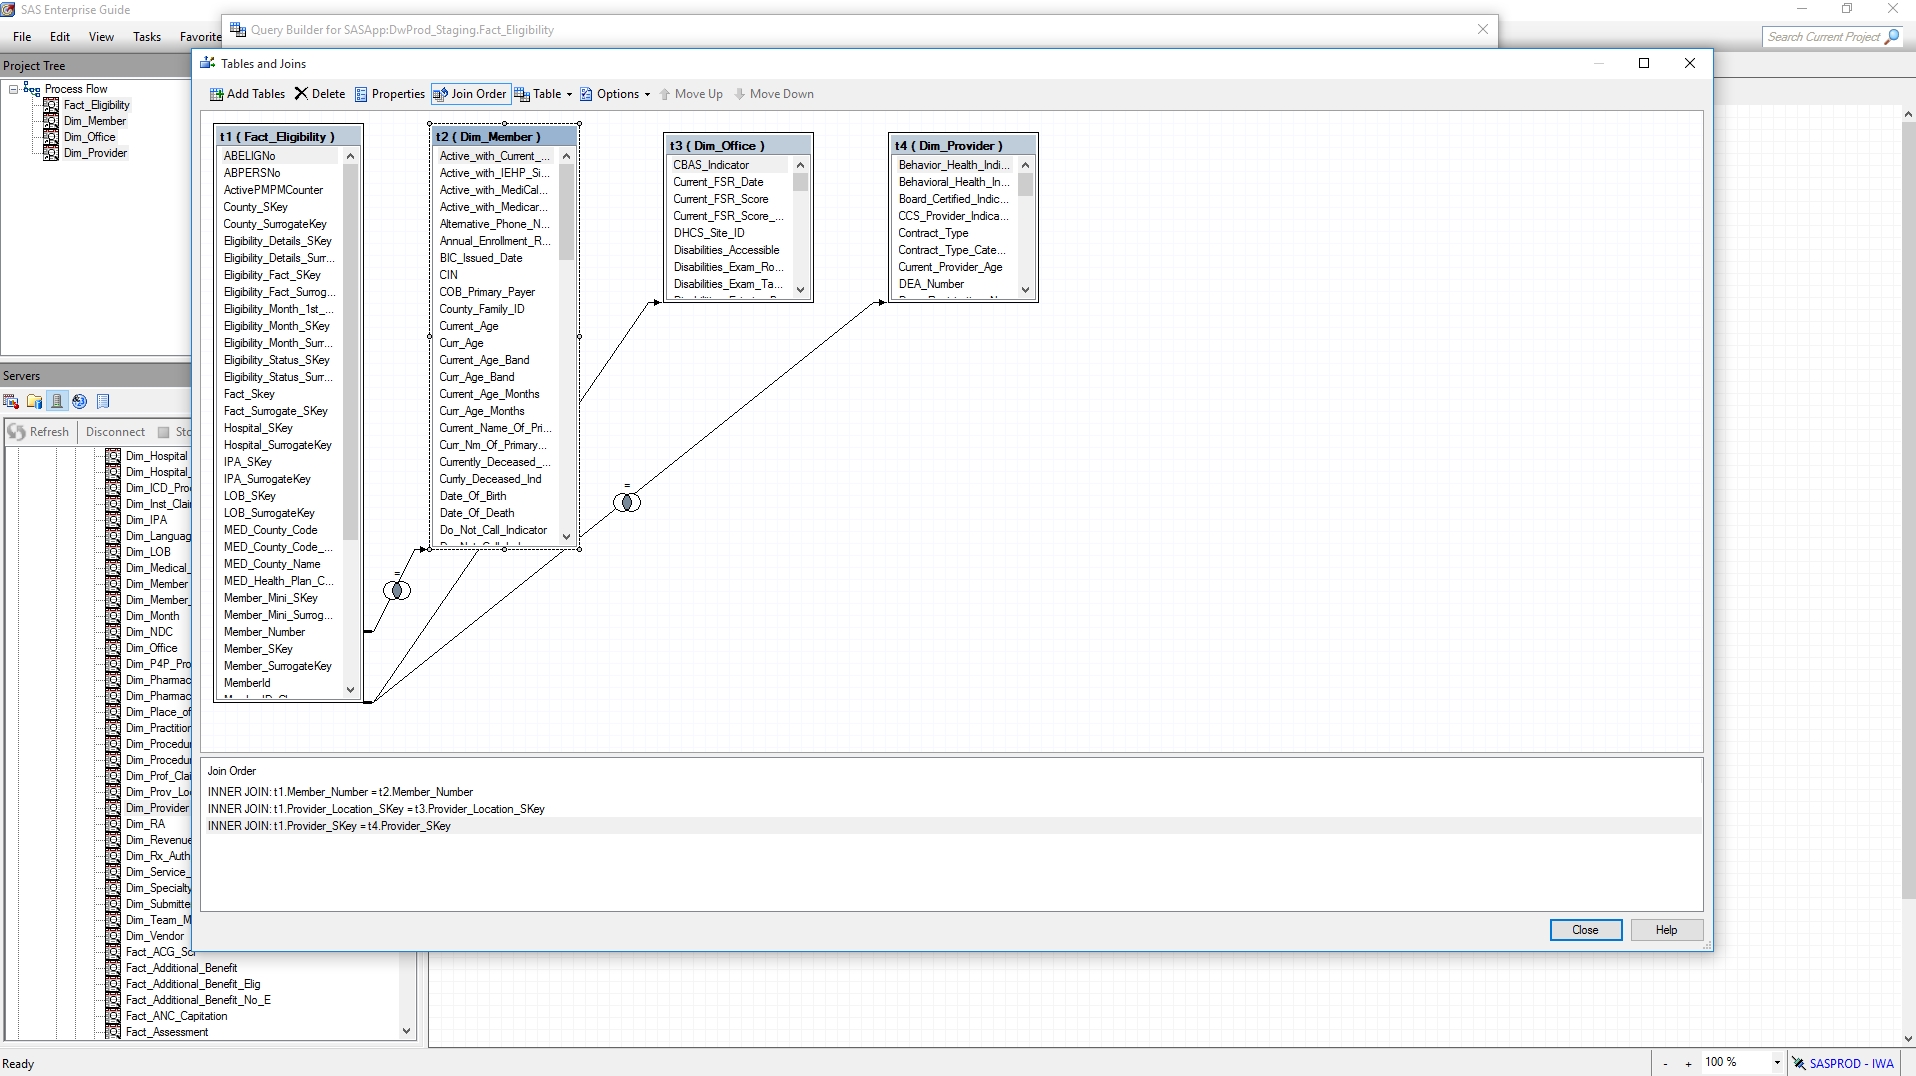 SAS Enterprise Guide
File Edit View Tasks Favorite
Search Current Project
Query Builder for SASApp:DwProd_Staging.Fact_Eligibility
Project Tree
Process Flow
Fact_Eligibility
Dim_Member
Dim_Office
Dim_Provider
Servers
Refresh Disconnect Sto
Dim_Hospital
Dim_Hospital_
Dim_ICD_Pro
Dim_Inst_Clai
Dim_IPA
Dim_Languag
Dim_LOB
Dim_Medical_
Dim_Member
Dim_Member_
Dim_Month
Dim_NDC
Dim_Office
Dim_P4P_Pro
Dim_Pharmac
Dim_Pharmac
Dim_Place_of
Dim_Practition
Dim_Procedu
Dim_Procedu
Dim_Prof_Clai
Dim_Prov_Lo
Dim_Provider
Dim_RA
Dim_Revenue
Dim_Rx_Auth
Dim_Service_
Dim_Specialty
Dim_Submitte
Dim_Team_M
Dim_Vendor
Fact_ACG_Sci
Fact_Additional_Benefit
Fact_Additional_Benefit_Elig
Fact_Additional_Benefit_No_E
Fact_ANC_Capitation
Fact_Assessment
Tables and Joins
Add Tables Delete Properties Join Order Table Options Move Up Move Down
t1 ( Fact_Eligibility )
ABELIGNo
ABPERSNo
ActivePMPMCounter
County_SKey
County_SurrogateKey
Eligibility_Details_SKey
Eligibility_Details_Surr...
Eligibility_Fact_SKey
Eligibility_Fact_Surrog...
Eligibility_Month_1st_...
Eligibility_Month_SKey
Eligibility_Month_Surr...
Eligibility_Status_SKey
Eligibility_Status_Surr...
Fact_Skey
Fact_Surrogate_SKey
Hospital_SKey
Hospital_SurrogateKey
IPA_SKey
IPA_SurrogateKey
LOB_SKey
LOB_SurrogateKey
MED_County_Code
MED_County_Code_...
MED_County_Name
MED_Health_Plan_C...
Member_Mini_SKey
Member_Mini_Surrog...
Member_Number
Member_SKey
Member_SurrogateKey
MemberId
t2 ( Dim_Member )
Active_with_Current_...
Active_with_IEHP_Si...
Active_with_MediCal...
Active_with_Medicar...
Alternative_Phone_N...
Annual_Enrollment_R...
BIC_Issued_Date
CIN
COB_Primary_Payer
County_Family_ID
Current_Age
Curr_Age
Current_Age_Band
Curr_Age_Band
Current_Age_Months
Curr_Age_Months
Current_Name_Of_Pri...
Curr_Nm_Of_Primary...
Currently_Deceased_...
Currly_Deceased_Ind
Date_Of_Birth
Date_Of_Death
Do_Not_Call_Indicator
t3 ( Dim_Office )
CBAS_Indicator
Current_FSR_Date
Current_FSR_Score
Current_FSR_Score_...
DHCS_Site_ID
Disabilities_Accessible
Disabilities_Exam_Ro...
Disabilities_Exam_Ta...
t4 ( Dim_Provider )
Behavior_Health_Indi...
Behavioral_Health_In...
Board_Certified_Indic...
CCS_Provider_Indica...
Contract_Type
Contract_Type_Cate...
Current_Provider_Age
DEA_Number
=
=
Join Order
INNER JOIN: t1.Member_Number = t2.Member_Number
INNER JOIN: t1.Provider_Location_SKey = t3.Provider_Location_SKey
INNER JOIN: t1.Provider_SKey = t4.Provider_SKey
Close Help
Ready
- + 100 % SASPROD - IWA